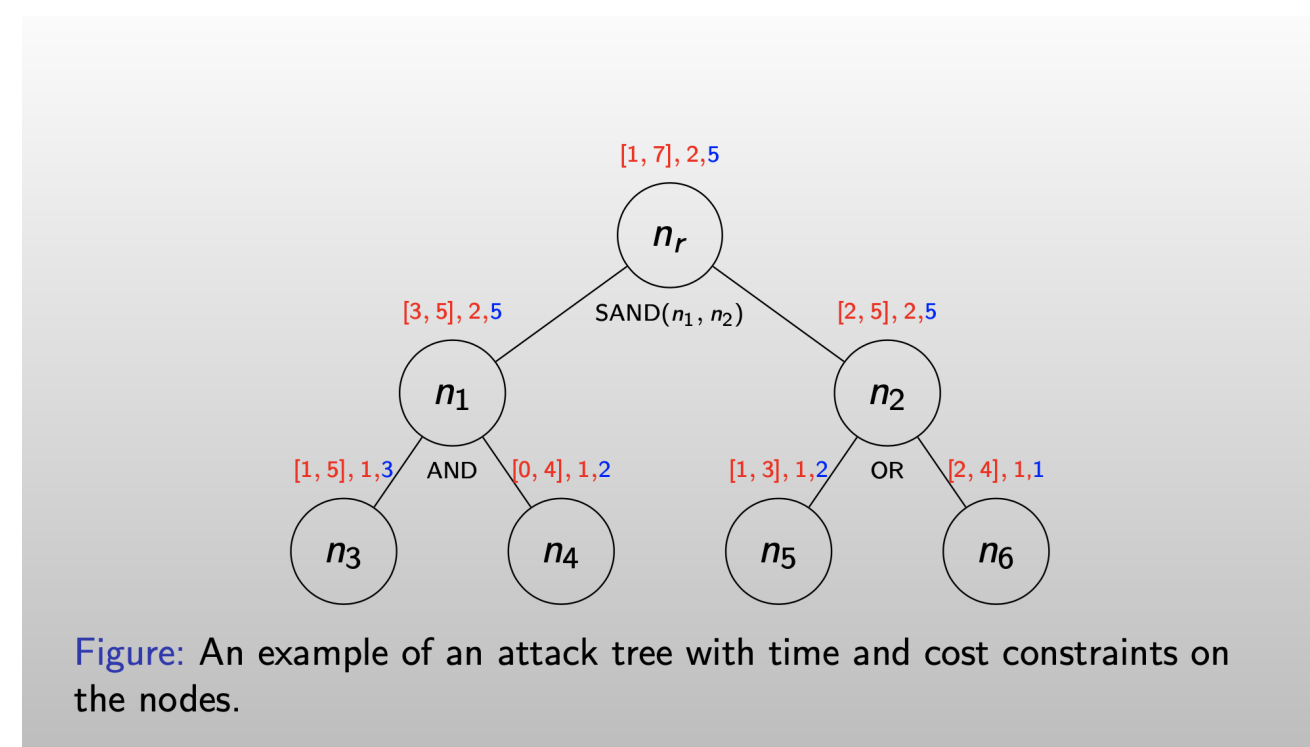 [1, 7], 2,5
n_r
[3, 5], 2,5
SAND(n_1, n_2)
[2, 5], 2,5
n_1
n_2
[1, 5], 1,3
AND
[0, 4], 1,2
[1, 3], 1,2
OR
[2, 4], 1,1
n_3
n_4
n_5
n_6
Figure: An example of an attack tree with time and cost constraints on
the nodes.